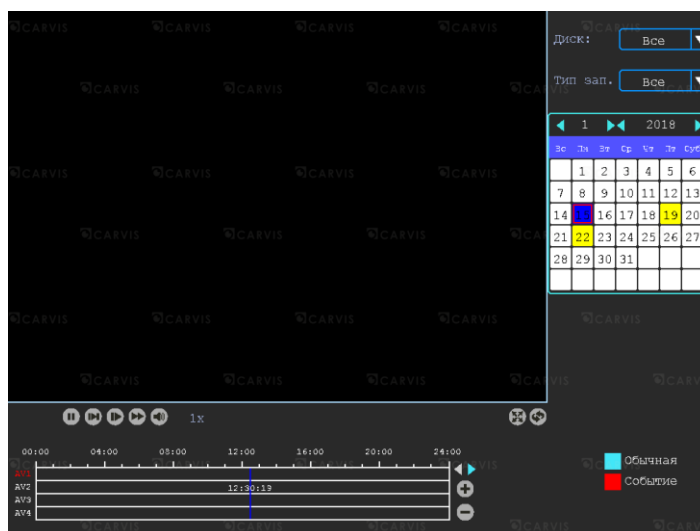 Диск: Все
Тип зап. Все
1 2018
Вс Пн Вт Ср Чт Пт Суб
1 2 3 4 5 6
7 8 9 10 11 12 13
14 15 16 17 18 19 20
21 22 23 24 25 26 27
28 29 30 31
1x
00:00 04:00 08:00 12:00 16:00 20:00 24:00
AV1
AV2 12:30:19
AV3
AV4
Обычная
Событие
CARVIS